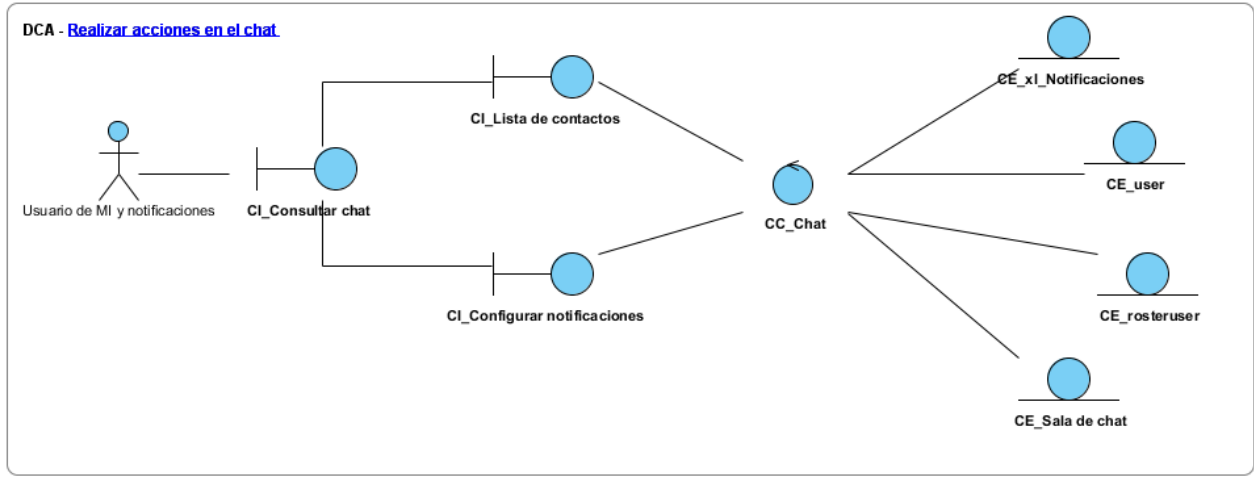 DCA - Realizar acciones en el chat
CE_xl_Notificaciones
CI_Lista de contactos
CE_user
Usuario de MI y notificaciones
CI_Consultar chat
CC_Chat
CI_Configurar notificaciones
CE_rosteruser
CE_Sala de chat